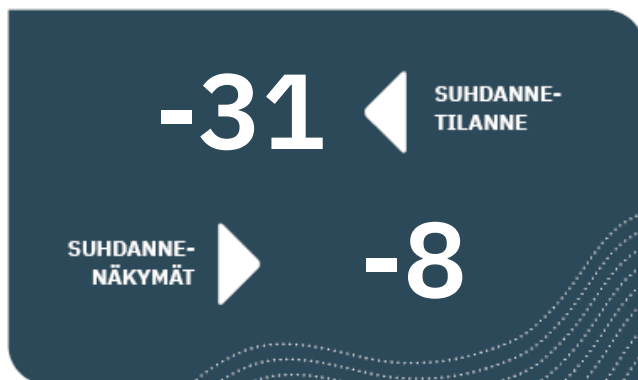 -31
SUHDANNE-
TILANNE
SUHDANNE-
NÄKYMÄT
-8